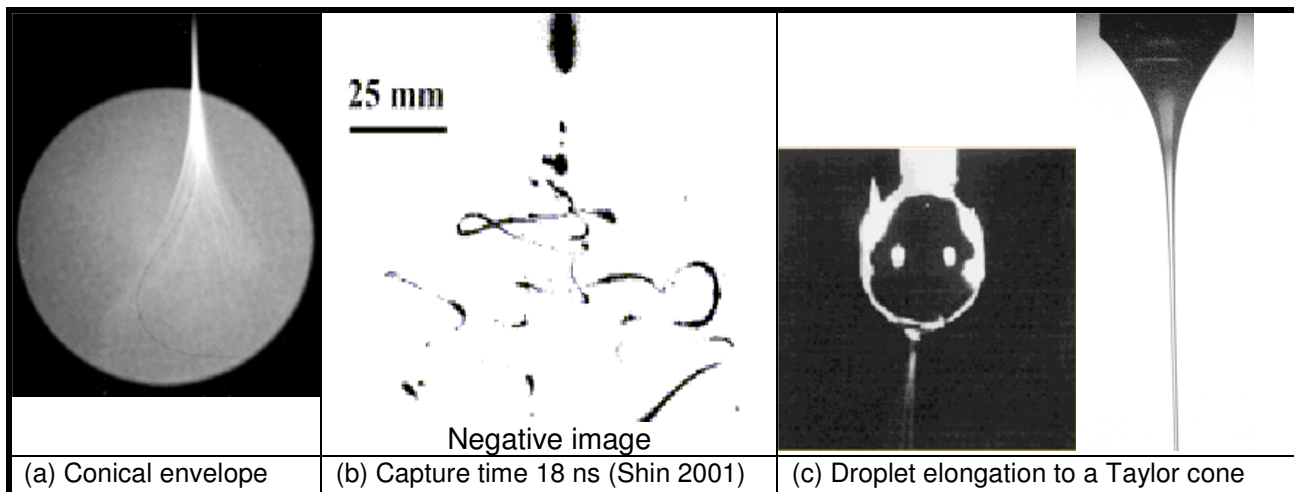 25 mm
Negative image
(a) Conical envelope
(b) Capture time 18 ns (Shin 2001)
(c) Droplet elongation to a Taylor cone